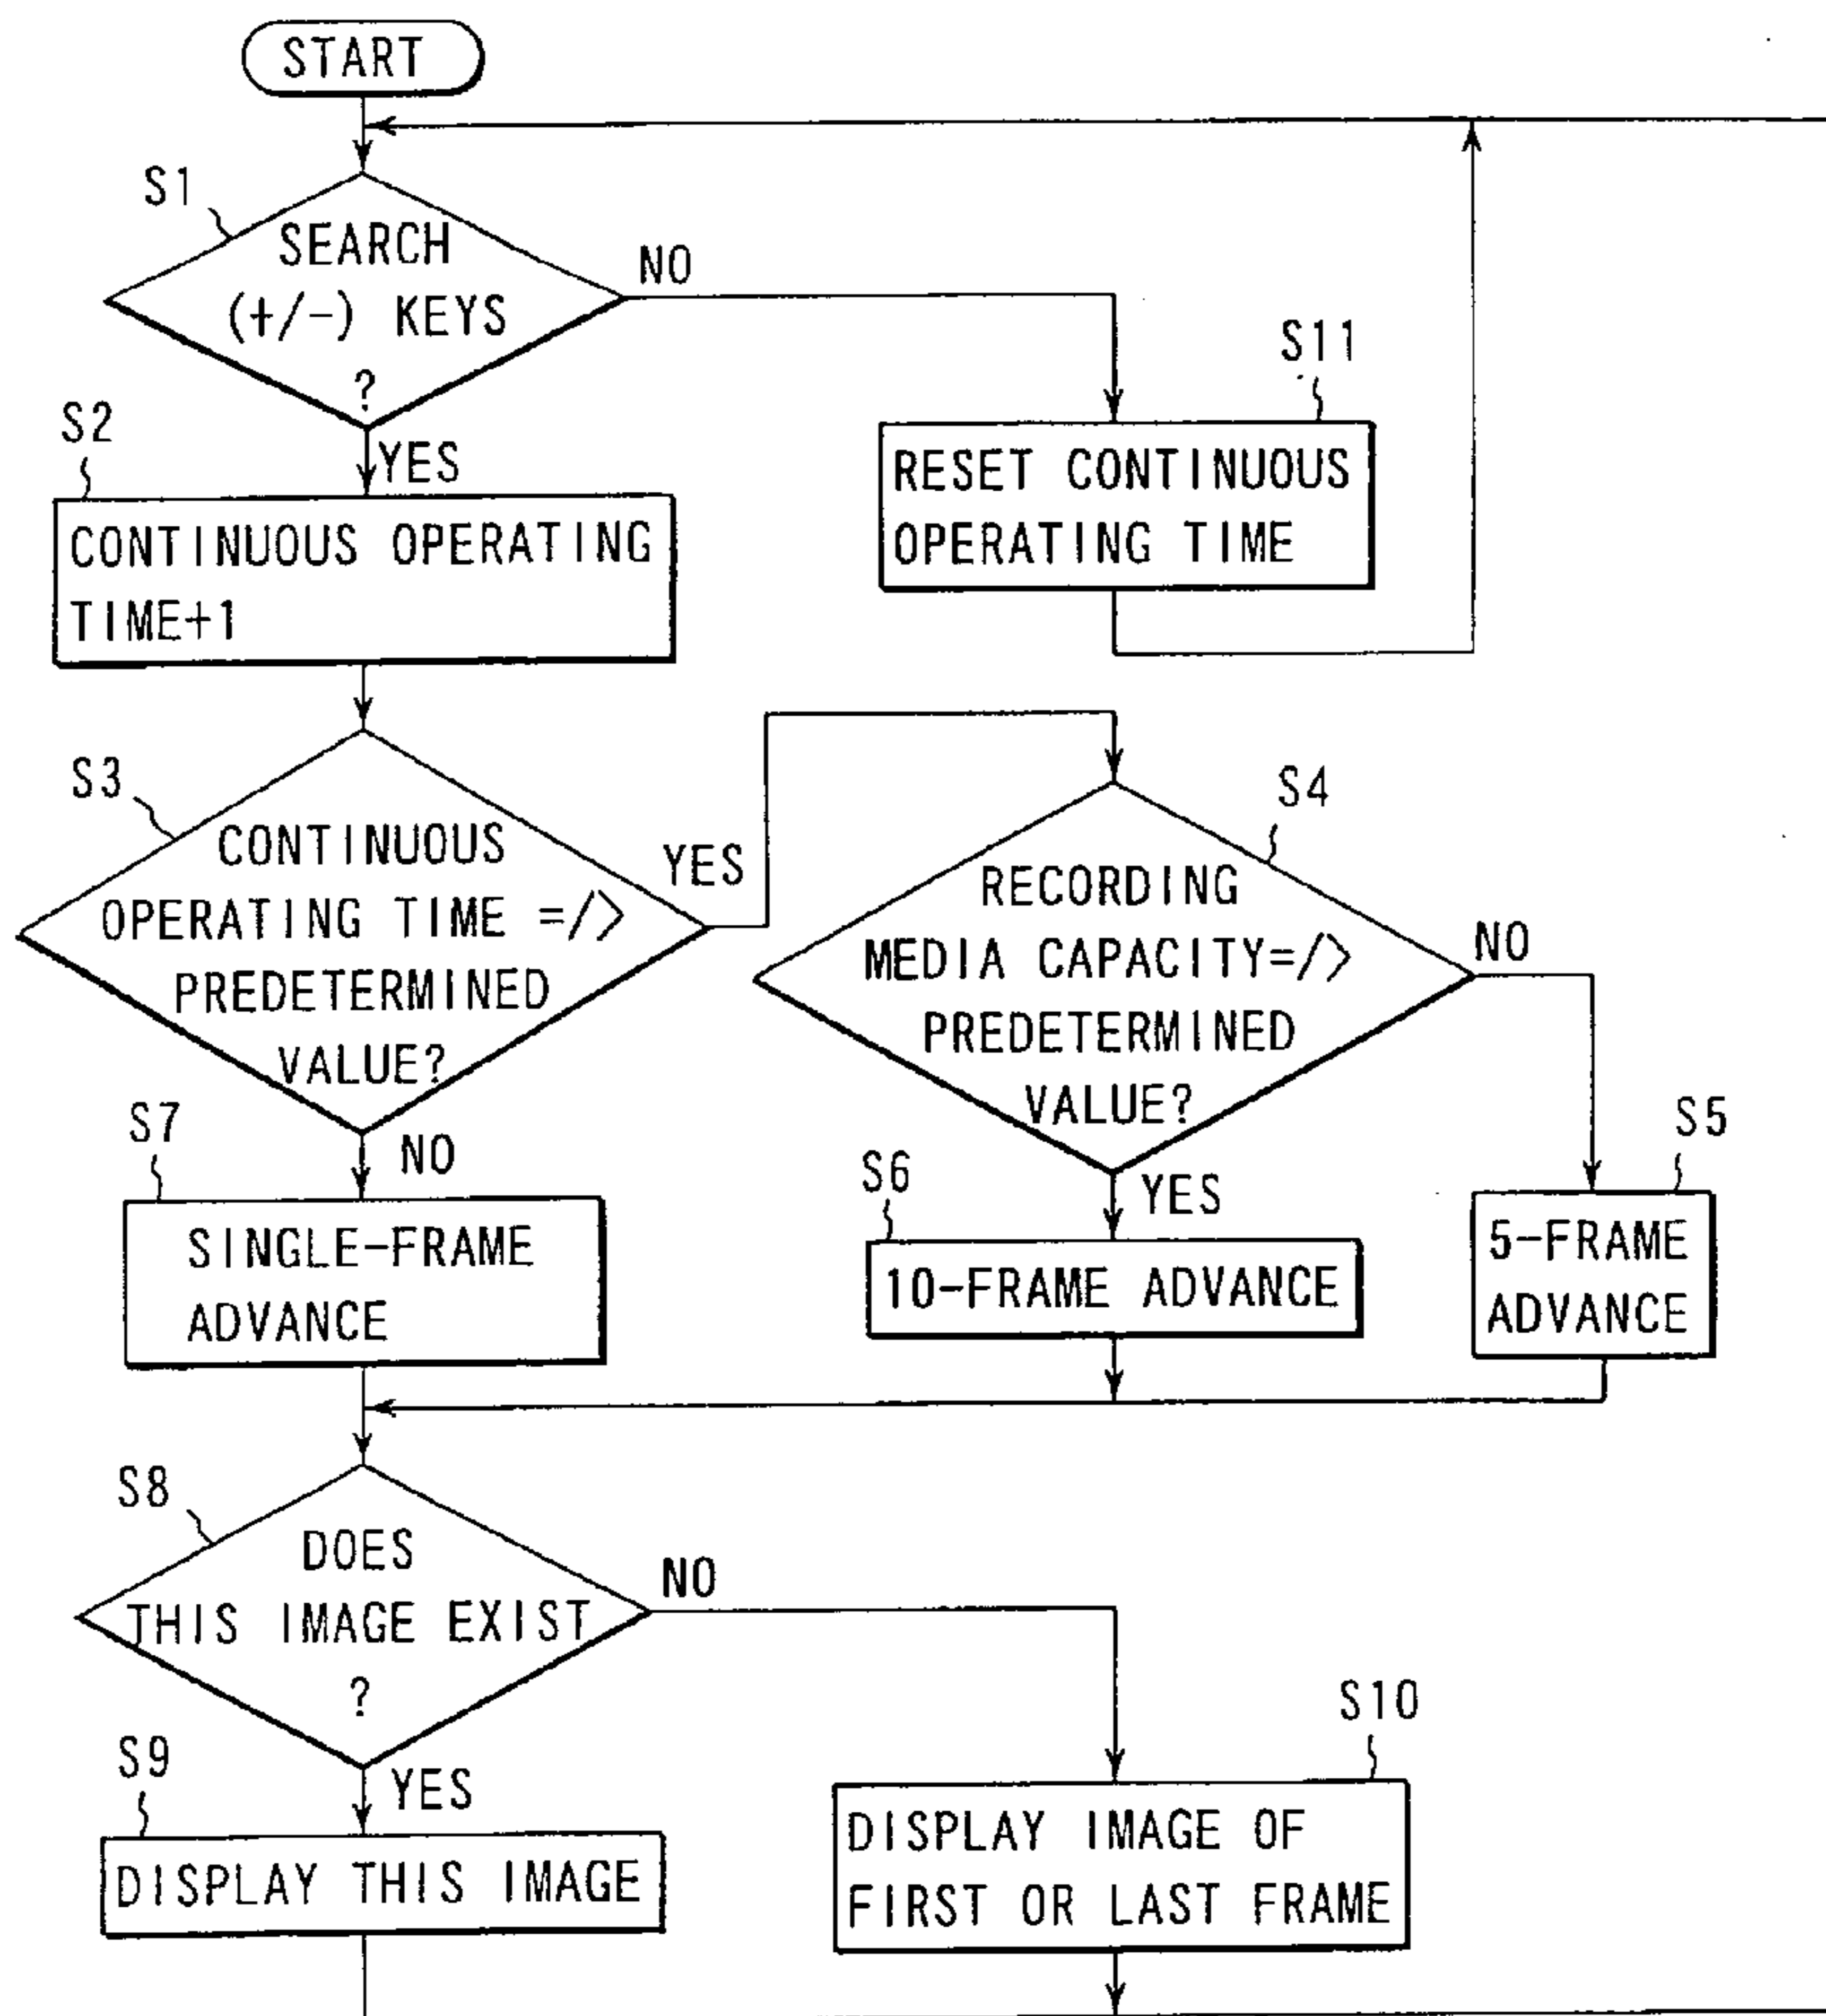 START
S1
SEARCH
(+/-) KEYS
?
NO
YES
S11
RESET CONTINUOUS
OPERATING TIME
S2
CONTINUOUS OPERATING
TIME+1
S3
CONTINUOUS
OPERATING TIME =/>
PREDETERMINED
VALUE?
YES
NO
S4
RECORDING
MEDIA CAPACITY=/>
PREDETERMINED
VALUE?
NO
YES
S7
SINGLE-FRAME
ADVANCE
S6
10-FRAME ADVANCE
S5
5-FRAME
ADVANCE
S8
DOES
THIS IMAGE EXIST
?
NO
YES
S9
DISPLAY THIS IMAGE
S10
DISPLAY IMAGE OF
FIRST OR LAST FRAME